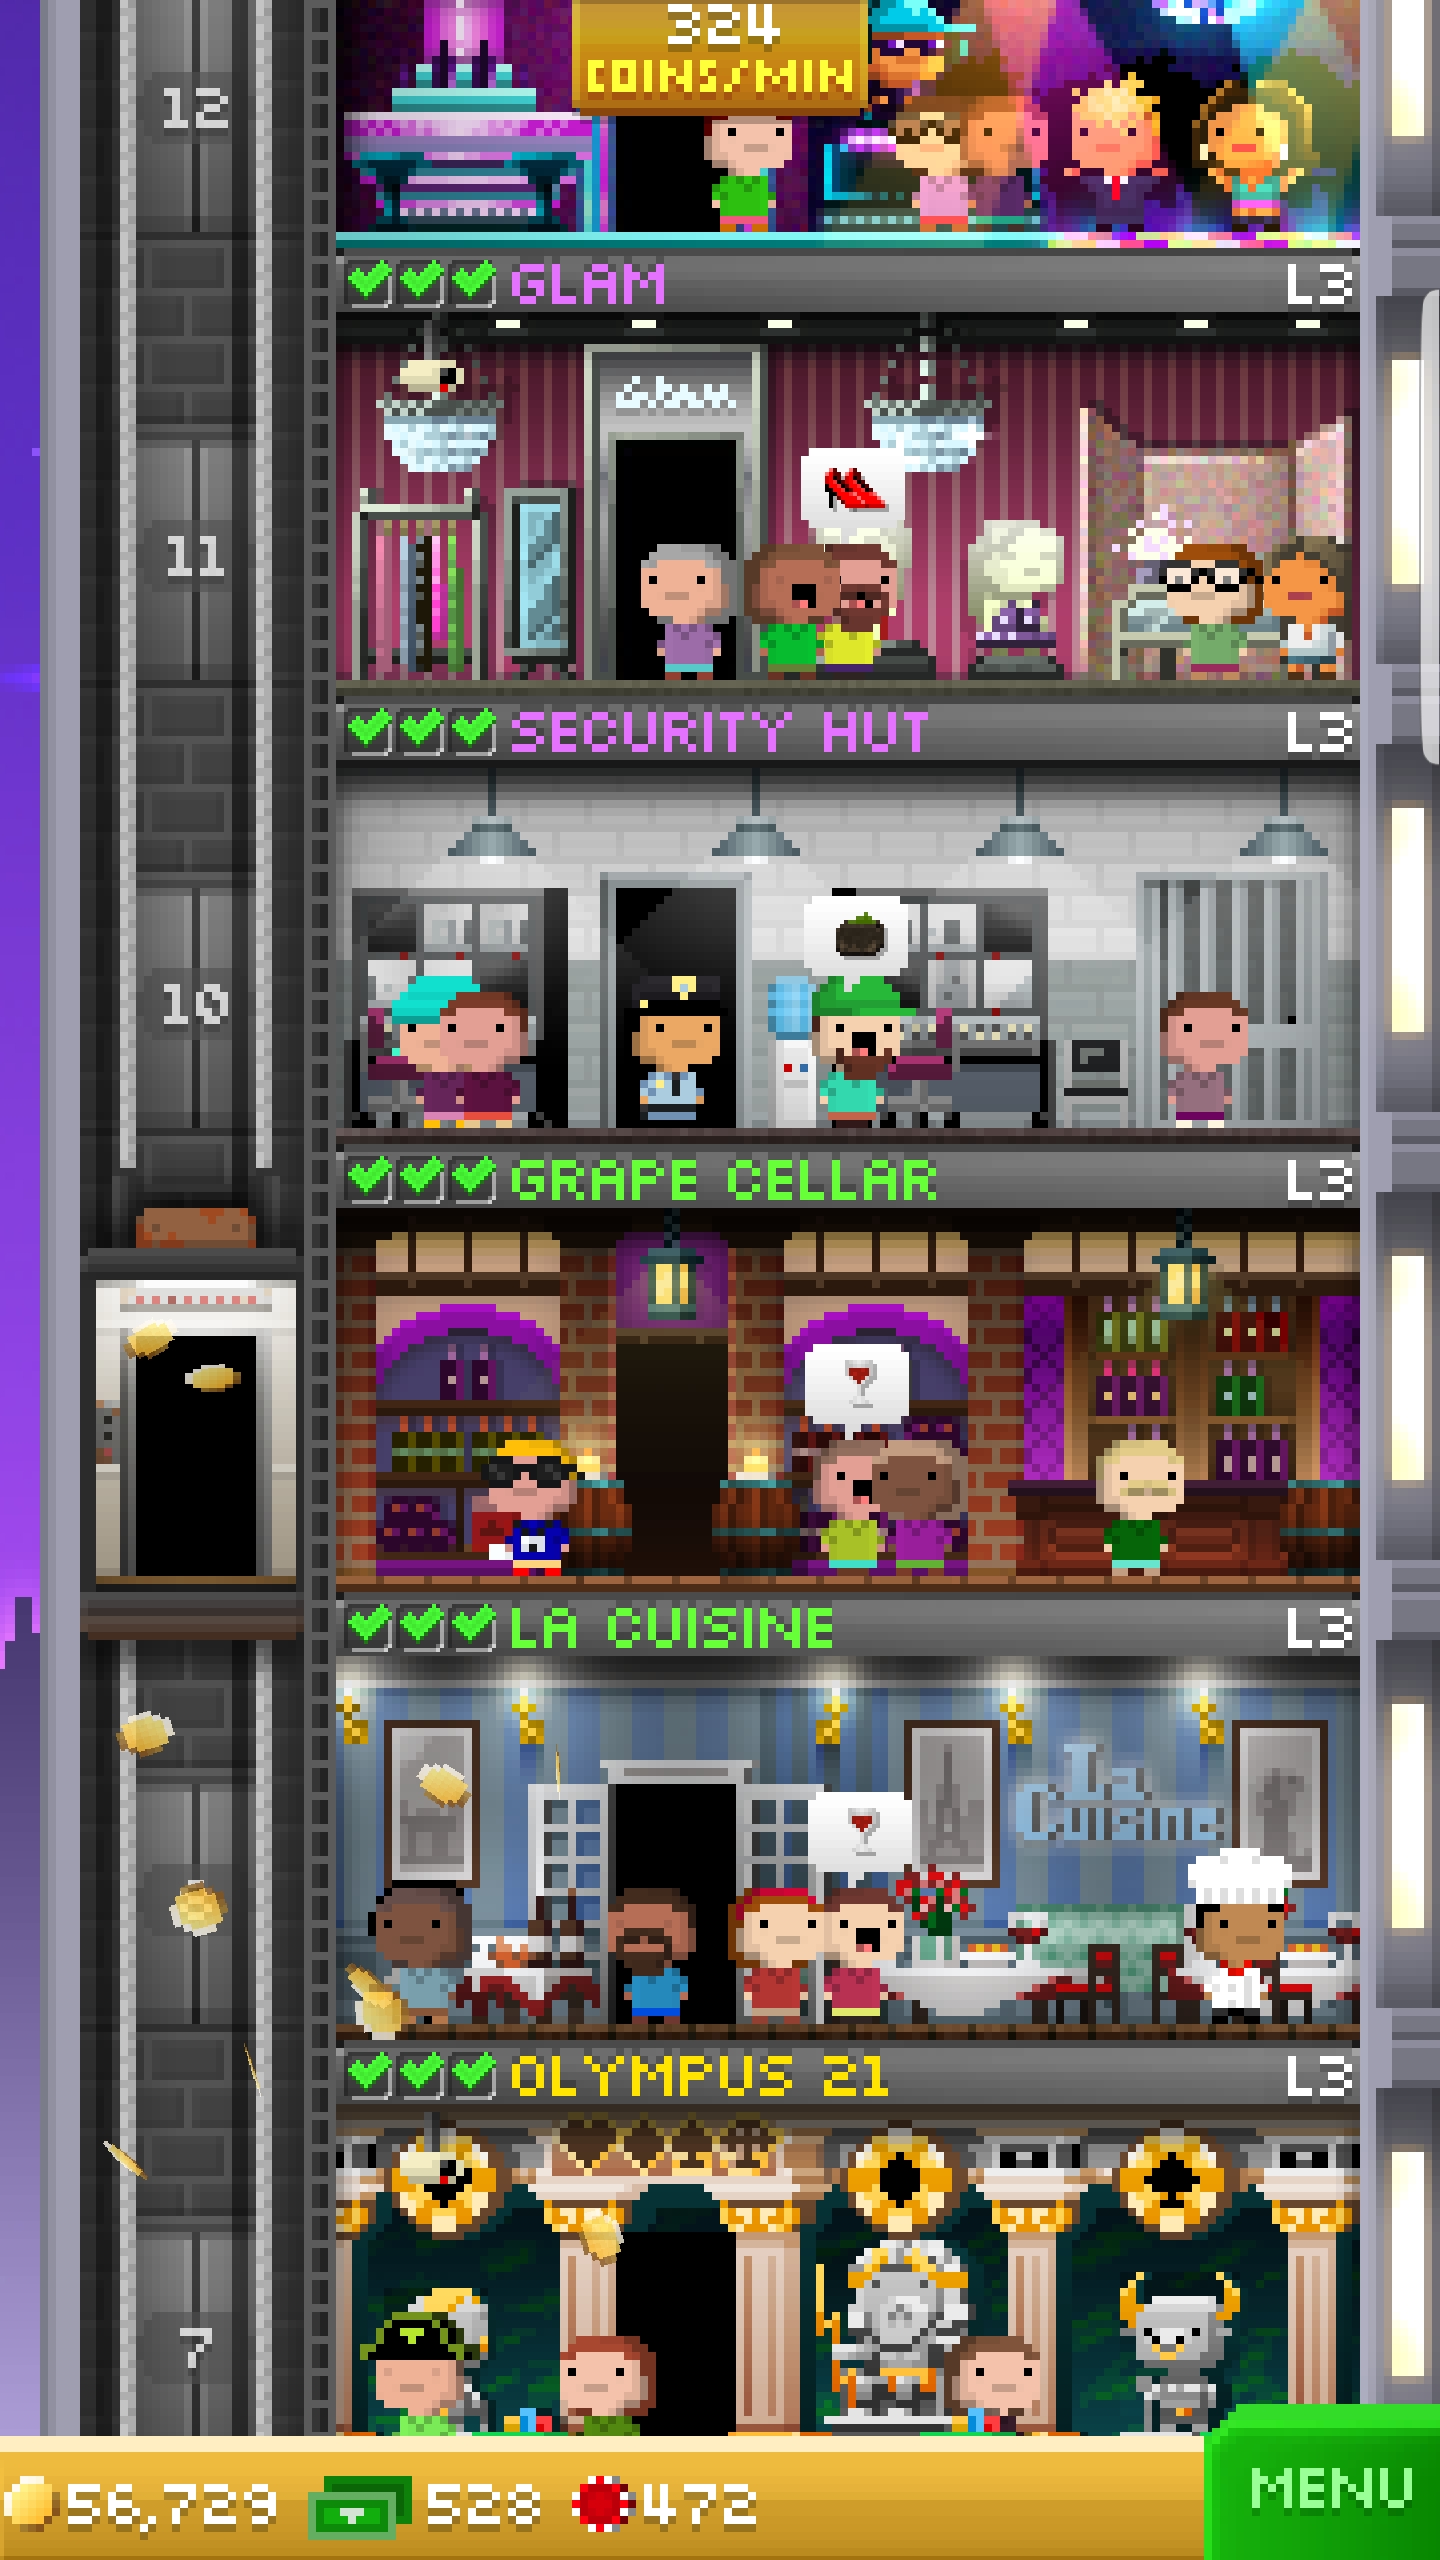 324
COINS/MIN
12
GLAM
L3
Glam
11
SECURITY HUT
L3
10
GRAPE CELLAR
L3
LA CUISINE
L3
La
Cuisine
OLYMPUS 21
L3
7
56,729
528
472
MENU